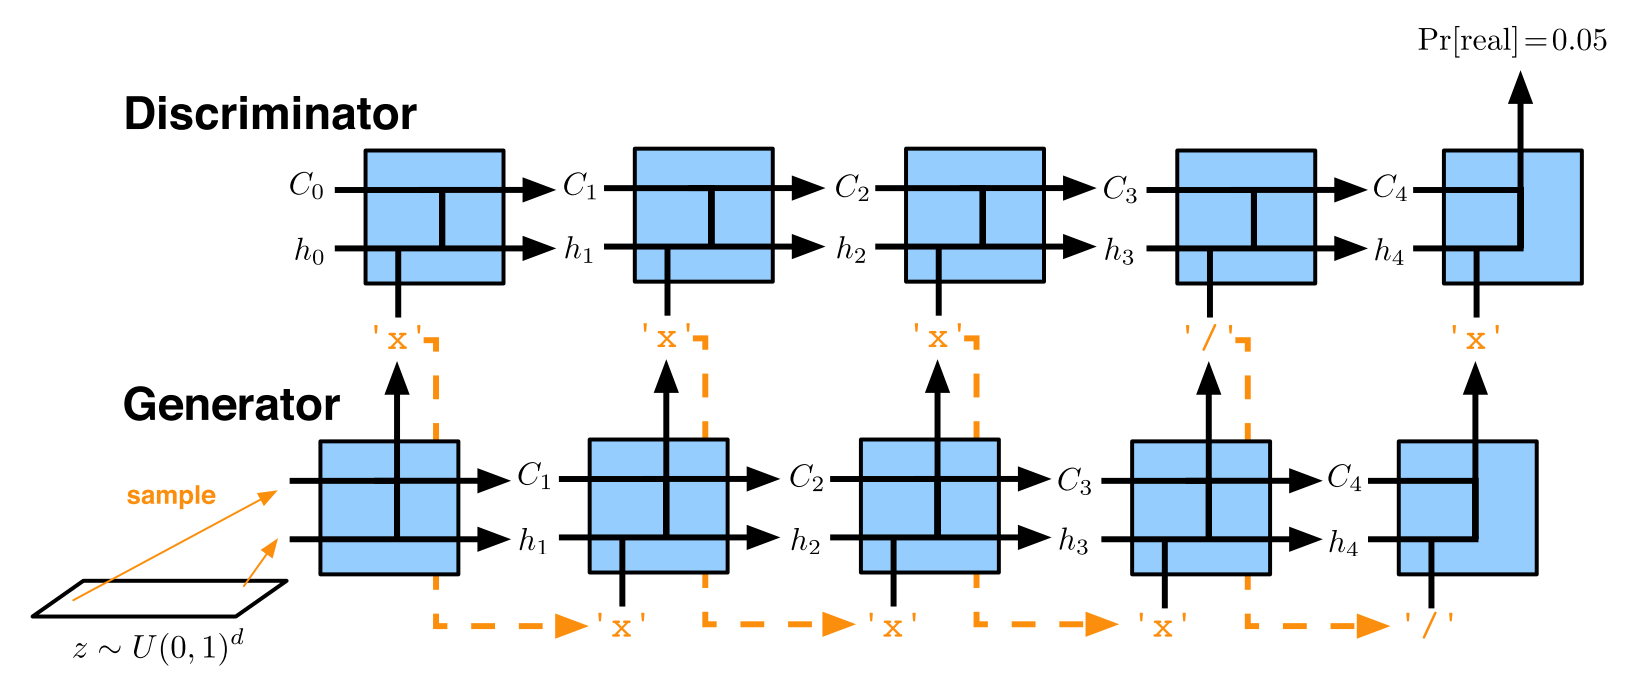 Pr[real]=0.05
Discriminator
C₀ C₁ C₂ C₃ C₄
h₀ h₁ h₂ h₃ h₄
'x' 'x' 'x' '/' 'x'
Generator
C₁ C₂ C₃ C₄
sample
h₁ h₂ h₃ h₄
'x' 'x' 'x' '/'
z ∼ U(0,1)ᵈ